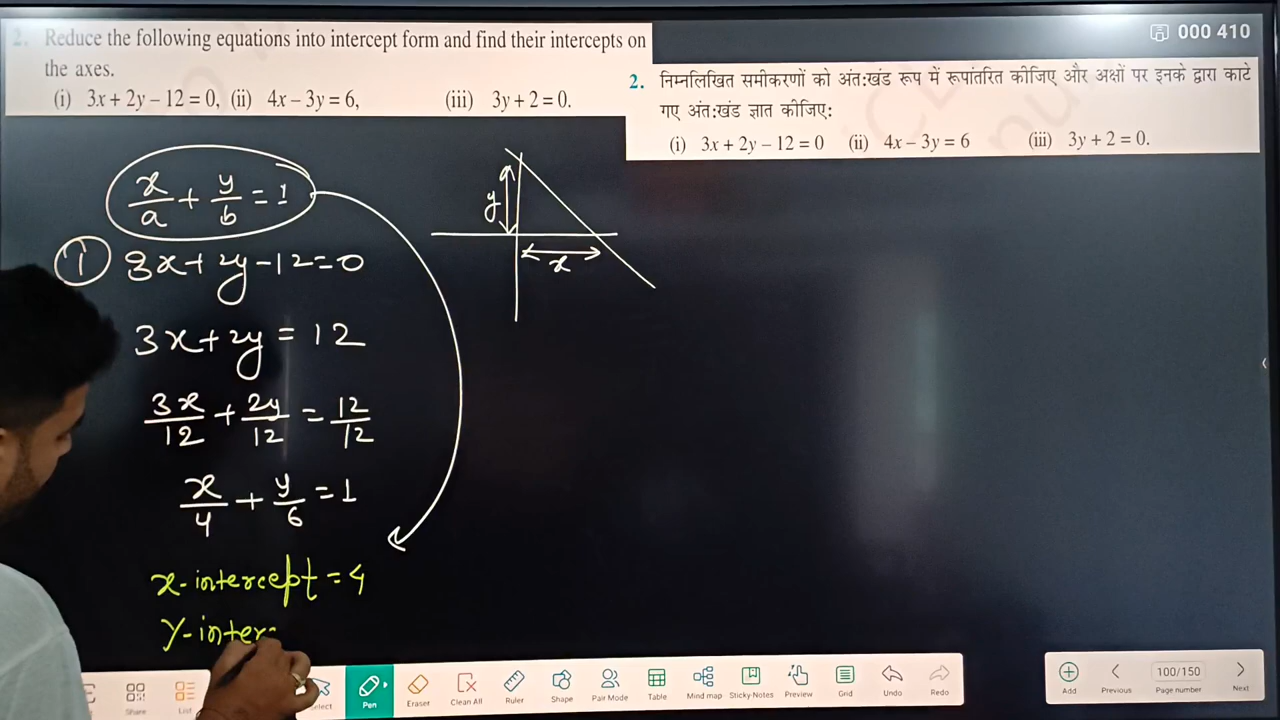 000 410
2. Reduce the following equations into intercept form and find their intercepts on
the axes.
(i) 3x + 2y – 12 = 0, (ii) 4x – 3y = 6, (iii) 3y + 2 = 0.
2. निम्नलिखित समीकरणों को अंत:खंड रूप में रूपांतरित कीजिए और अक्षों पर इनके द्वारा काटे
गए अंत:खंड ज्ञात कीजिए:
(i) 3x + 2y – 12 = 0 (ii) 4x – 3y = 6 (iii) 3y + 2 = 0.
x/a + y/b = 1
y
x
① 3x + 2y - 12 = 0
3x + 2y = 12
3x/12 + 2y/12 = 12/12
x/4 + y/6 = 1
x-intercept = 4
y-inter
Share List Select Pen Eraser Clean All Ruler Shape Pair Mode Table Mind map Sticky-Notes Preview Grid Undo Redo
Add Previous 100/150 Page number Next